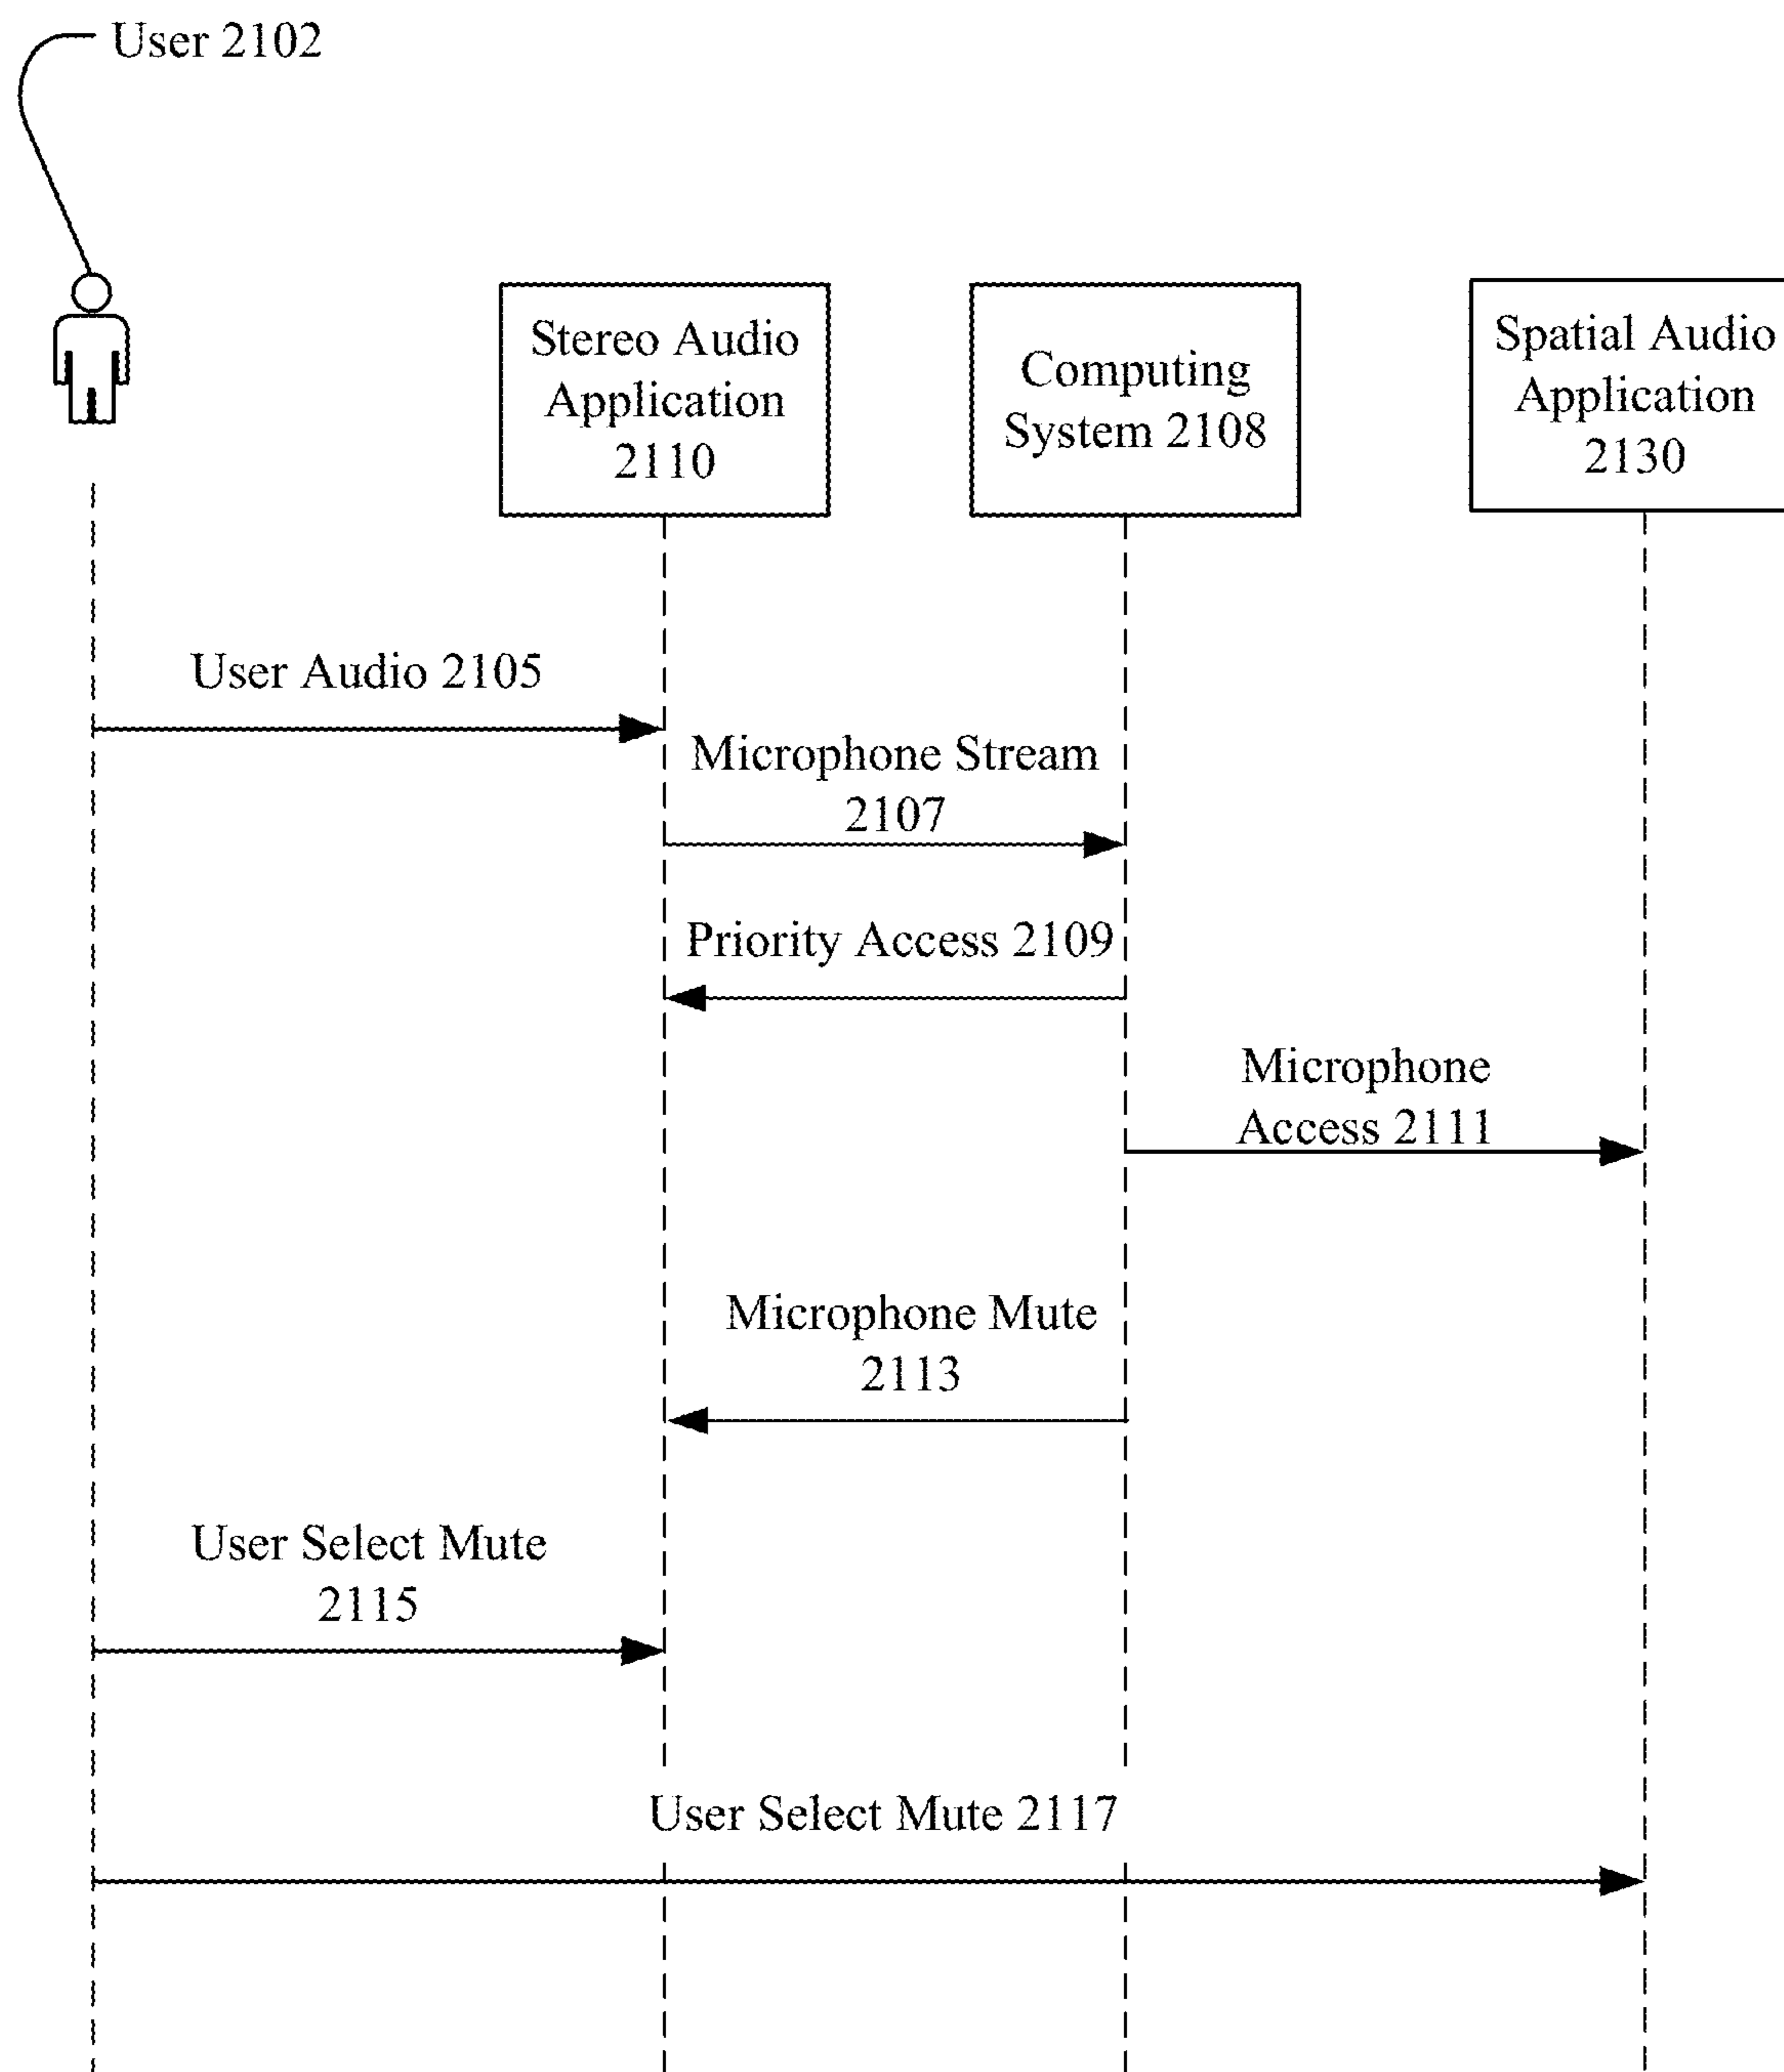 User 2102
Stereo Audio
Application
2110
Computing
System 2108
Spatial Audio
Application
2130
User Audio 2105
Microphone Stream
2107
Priority Access 2109
Microphone
Access 2111
Microphone Mute
2113
User Select Mute
2115
User Select Mute 2117